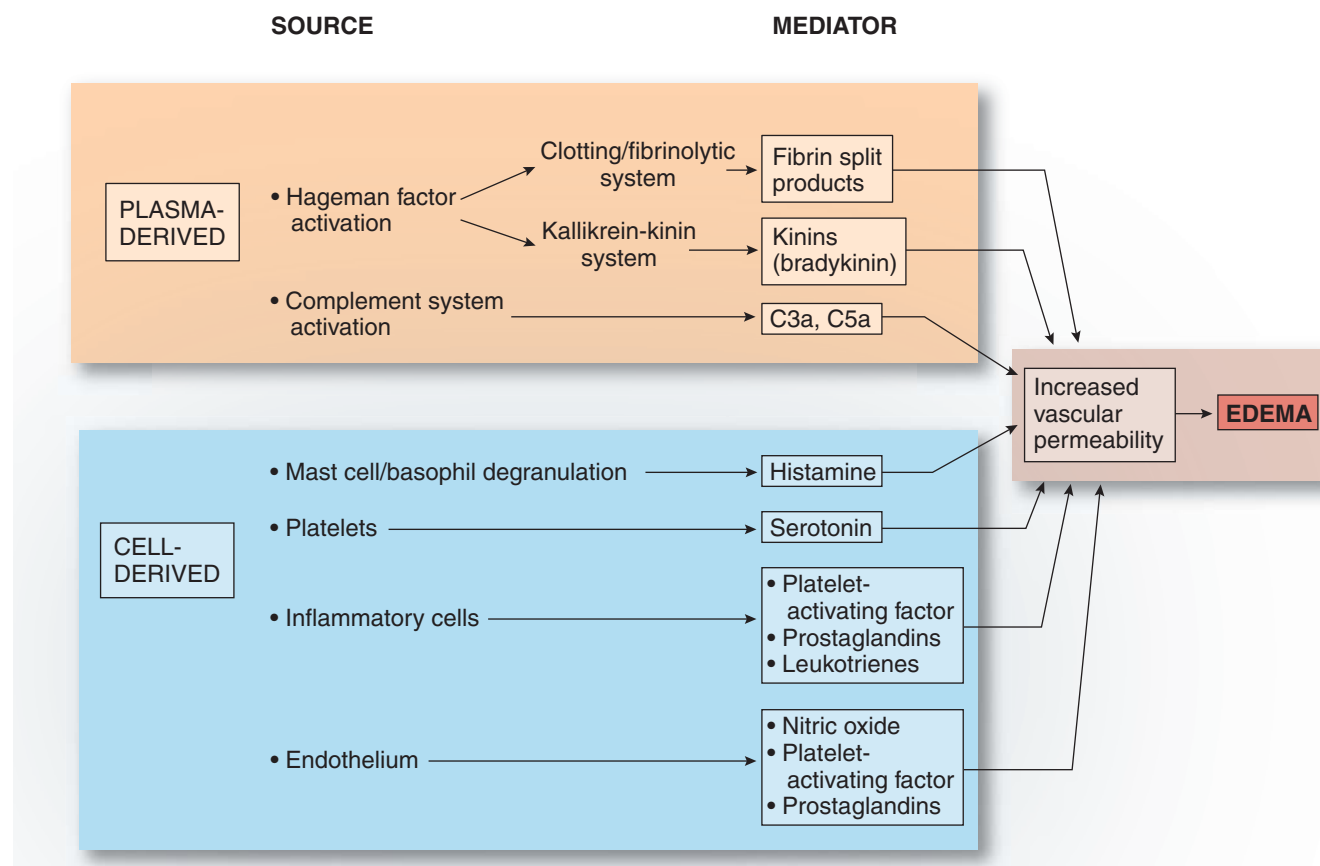 SOURCE
MEDIATOR
PLASMA-
DERIVED
• Hageman factor
activation
Clotting/fibrinolytic
system
Fibrin split
products
Kallikrein-kinin
system
Kinins
(bradykinin)
• Complement system
activation
C3a, C5a
Increased
vascular
permeability
EDEMA
CELL-
DERIVED
• Mast cell/basophil degranulation
Histamine
• Platelets
Serotonin
• Inflammatory cells
• Platelet-
activating factor
• Prostaglandins
• Leukotrienes
• Endothelium
• Nitric oxide
• Platelet-
activating factor
• Prostaglandins